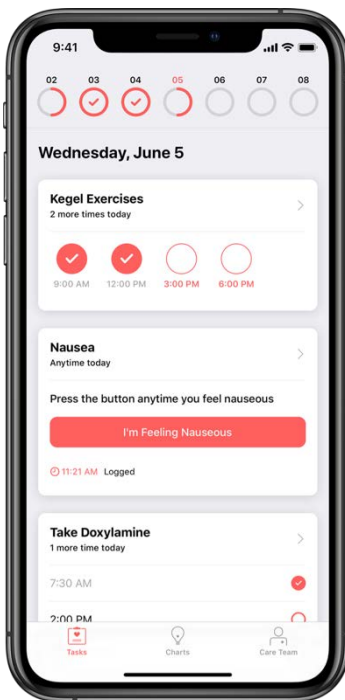 9:41
02 03 04 05 06 07 08
Wednesday, June 5
Kegel Exercises
2 more times today
9:00 AM 12:00 PM 3:00 PM 6:00 PM
Nausea
Anytime today
Press the button anytime you feel nauseous
I'm Feeling Nauseous
11:21 AM Logged
Take Doxylamine
1 more time today
7:30 AM
2:00 PM
Tasks Charts Care Team